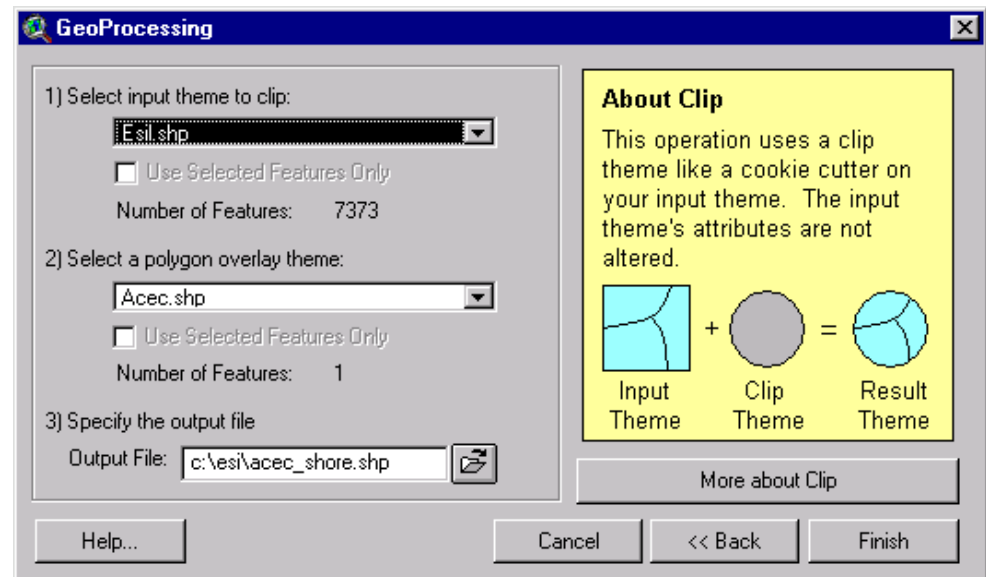 GeoProcessing
1) Select input theme to clip:
Esil.shp
Use Selected Features Only
Number of Features: 7373
2) Select a polygon overlay theme:
Acec.shp
Use Selected Features Only
Number of Features: 1
3) Specify the output file
Output File: c:\esi\acec_shore.shp
About Clip
This operation uses a clip
theme like a cookie cutter on
your input theme. The input
theme's attributes are not
altered.
+ =
Input Clip Result
Theme Theme Theme
More about Clip
Help... Cancel << Back Finish